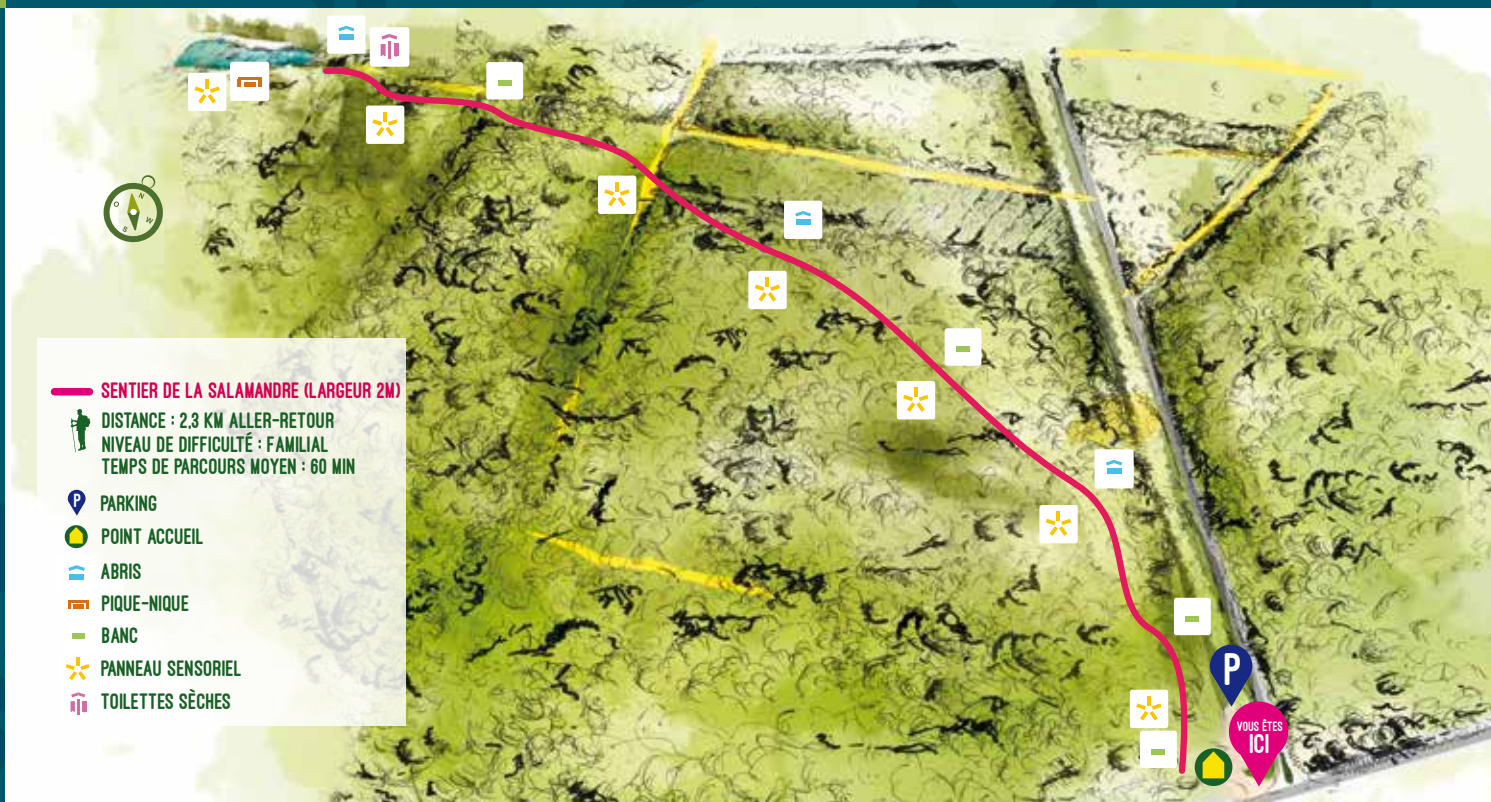 N
O
W
S
SENTIER DE LA SALAMANDRE (LARGEUR 2M)
DISTANCE : 2,3 KM ALLER-RETOUR
NIVEAU DE DIFFICULTÉ : FAMILIAL
TEMPS DE PARCOURS MOYEN : 60 MIN
P PARKING
POINT ACCUEIL
ABRIS
PIQUE-NIQUE
BANC
PANNEAU SENSORIEL
TOILETTES SÈCHES
P
VOUS ÊTES
ICI